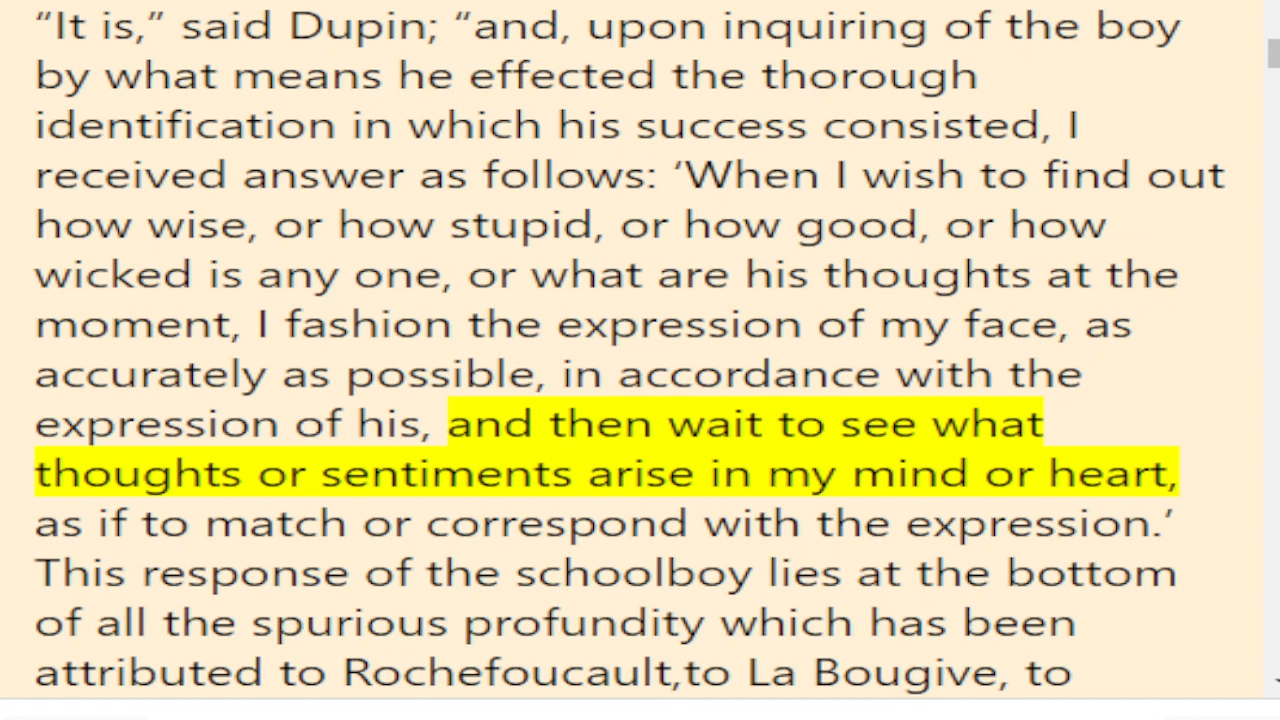 “It is,” said Dupin; “and, upon inquiring of the boy
by what means he effected the thorough
identification in which his success consisted, I
received answer as follows: ‘When I wish to find out
how wise, or how stupid, or how good, or how
wicked is any one, or what are his thoughts at the
moment, I fashion the expression of my face, as
accurately as possible, in accordance with the
expression of his, and then wait to see what
thoughts or sentiments arise in my mind or heart,
as if to match or correspond with the expression.’
This response of the schoolboy lies at the bottom
of all the spurious profundity which has been
attributed to Rochefoucault,to La Bougive, to